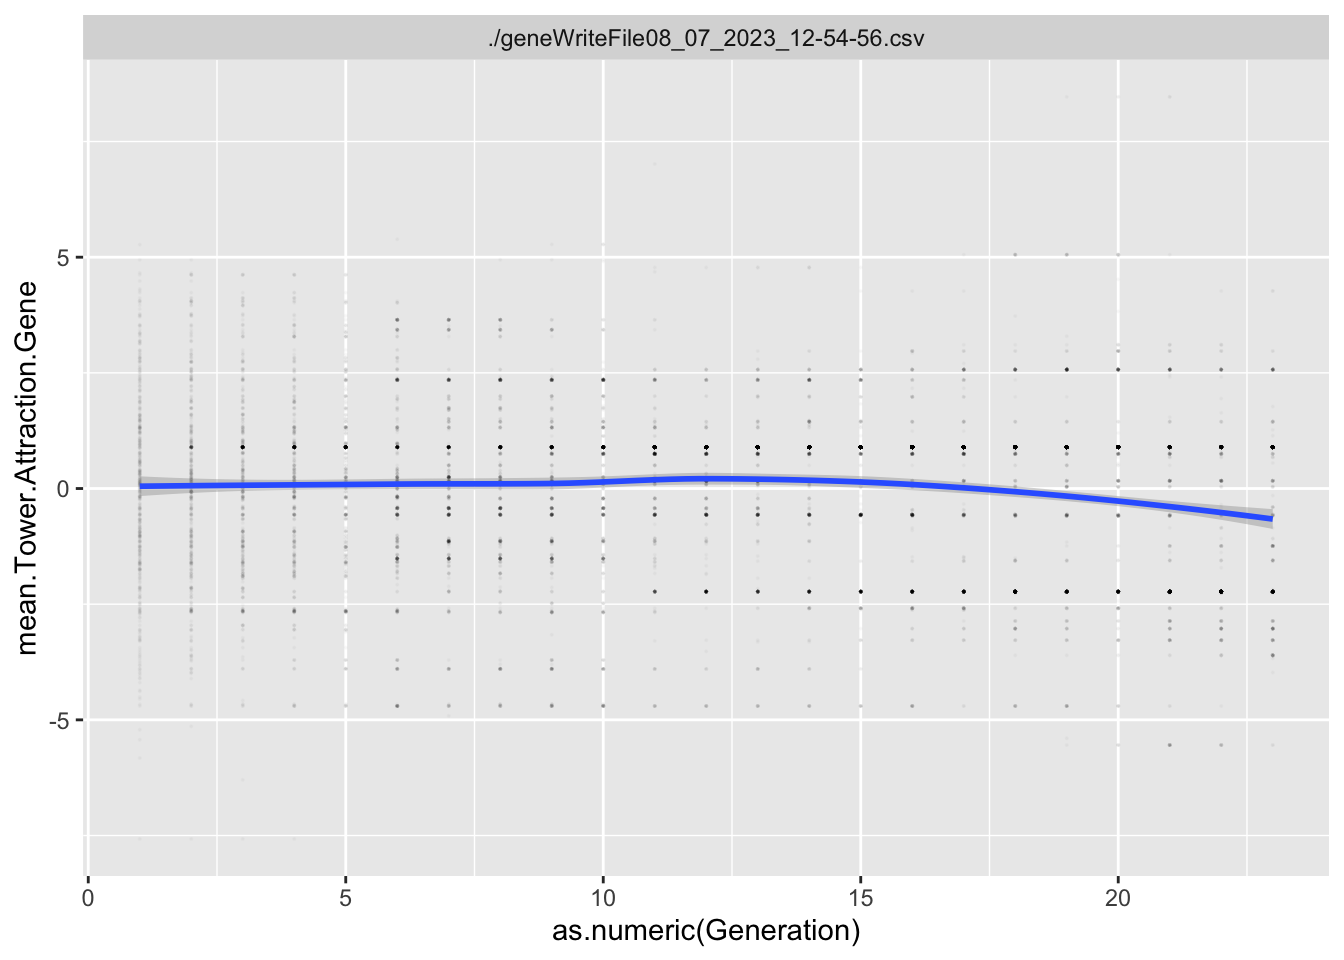 ./geneWriteFile08_07_2023_12-54-56.csv
mean.Tower.Attraction.Gene
5
0
-5
0
5
10
15
20
as.numeric(Generation)